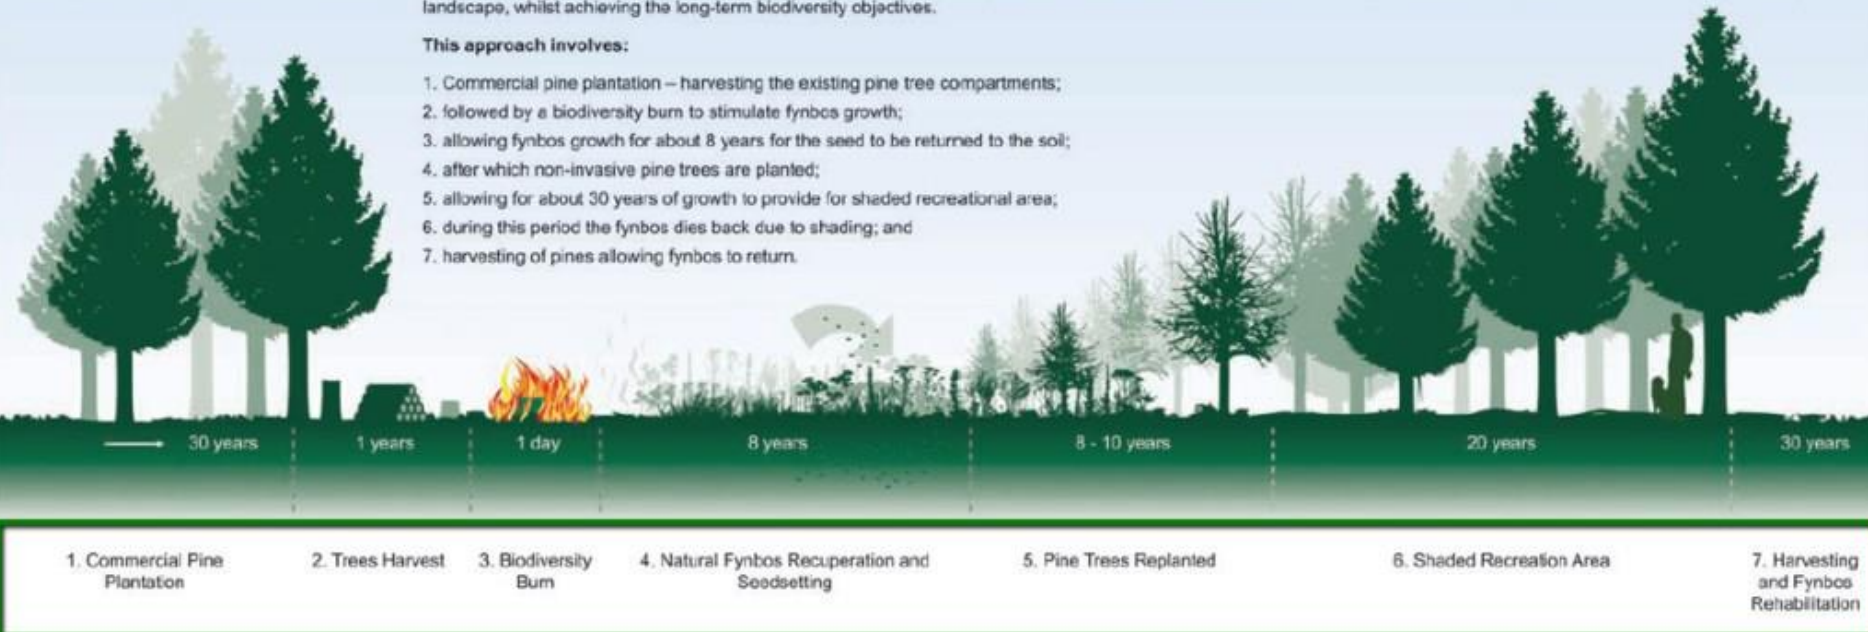 landscape, whilst achieving the long-term biodiversity objectives.
This approach involves:
1. Commercial pine plantation – harvesting the existing pine tree compartments;
2. followed by a biodiversity burn to stimulate fynbos growth;
3. allowing fynbos growth for about 8 years for the seed to be returned to the soil;
4. after which non-invasive pine trees are planted;
5. allowing for about 30 years of growth to provide for shaded recreational area;
6. during this period the fynbos dies back due to shading; and
7. harvesting of pines allowing fynbos to return.
30 years
1 years
1 day
8 years
8 - 10 years
20 years
30 years
1. Commercial Pine
Plantation
2. Trees Harvest
3. Biodiversity
Burn
4. Natural Fynbos Recuperation and
Seedsetting
5. Pine Trees Replanted
6. Shaded Recreation Area
7. Harvesting
and Fynbos
Rehabilitation